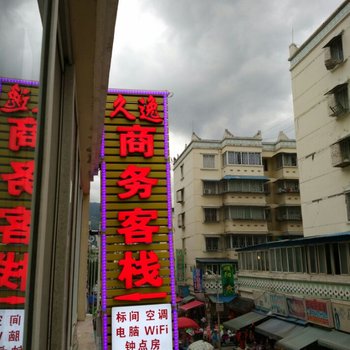 久逸
商务客栈
标间 空调
电脑 WiFi
钟点房